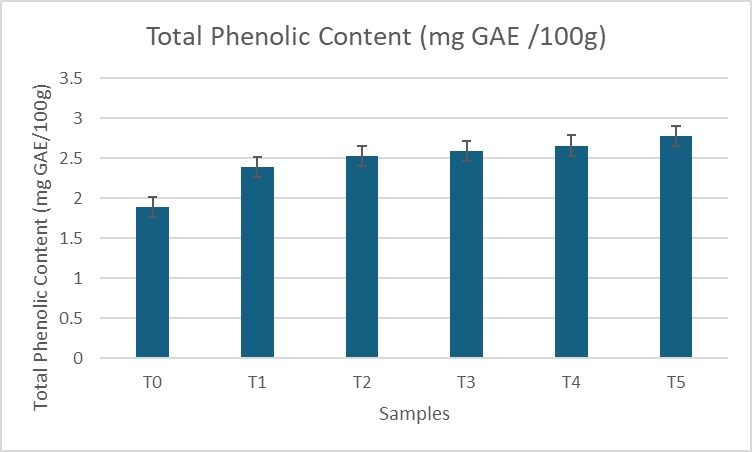 Total Phenolic Content (mg GAE /100g)
Total Phenolic Content (mg GAE/100g)
3.5
3
2.5
2
1.5
1
0.5
0
T0 T1 T2 T3 T4 T5
Samples